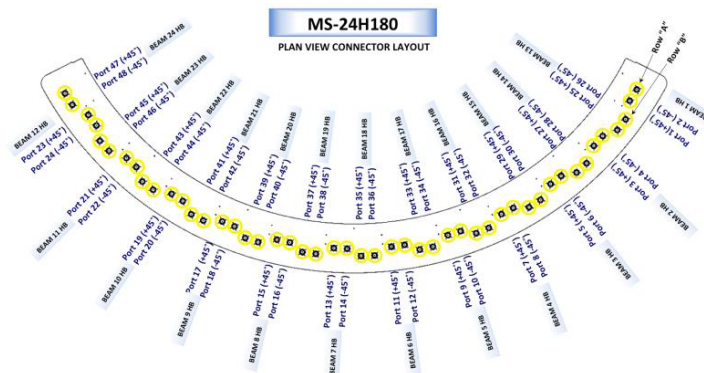 MS-24H180
PLAN VIEW CONNECTOR LAYOUT
Row "A"
Row "B"
BEAM 24 HB
Port 47 (+45°)
Port 48 (-45°)
BEAM 23 HB
Port 45 (+45°)
Port 46 (-45°)
BEAM 22 HB
Port 43 (+45°)
Port 44 (-45°)
BEAM 21 HB
Port 41 (+45°)
Port 42 (-45°)
BEAM 20 HB
Port 39 (+45°)
Port 40 (-45°)
BEAM 19 HB
Port 37 (+45°)
Port 38 (-45°)
BEAM 18 HB
Port 35 (+45°)
Port 36 (-45°)
BEAM 17 HB
Port 33 (+45°)
Port 34 (-45°)
BEAM 16 HB
Port 31 (+45°)
Port 32 (-45°)
BEAM 15 HB
Port 29 (+45°)
Port 30 (-45°)
BEAM 14 HB
Port 27 (+45°)
Port 28 (-45°)
BEAM 13 HB
Port 25 (+45°)
Port 26 (-45°)
BEAM 12 HB
Port 23 (+45°)
Port 24 (-45°)
BEAM 11 HB
Port 21 (+45°)
Port 22 (-45°)
BEAM 10 HB
Port 19 (+45°)
Port 20 (-45°)
BEAM 9 HB
Port 17 (+45°)
Port 18 (-45°)
BEAM 8 HB
Port 15 (+45°)
Port 16 (-45°)
BEAM 7 HB
Port 13 (+45°)
Port 14 (-45°)
BEAM 6 HB
Port 11 (+45°)
Port 12 (-45°)
BEAM 5 HB
Port 9 (+45°)
Port 10 (-45°)
BEAM 4 HB
Port 7 (+45°)
Port 8 (-45°)
BEAM 3 HB
Port 5 (+45°)
Port 6 (-45°)
BEAM 2 HB
Port 3 (+45°)
Port 4 (-45°)
BEAM 1 HB
Port 1 (+45°)
Port 2 (-45°)